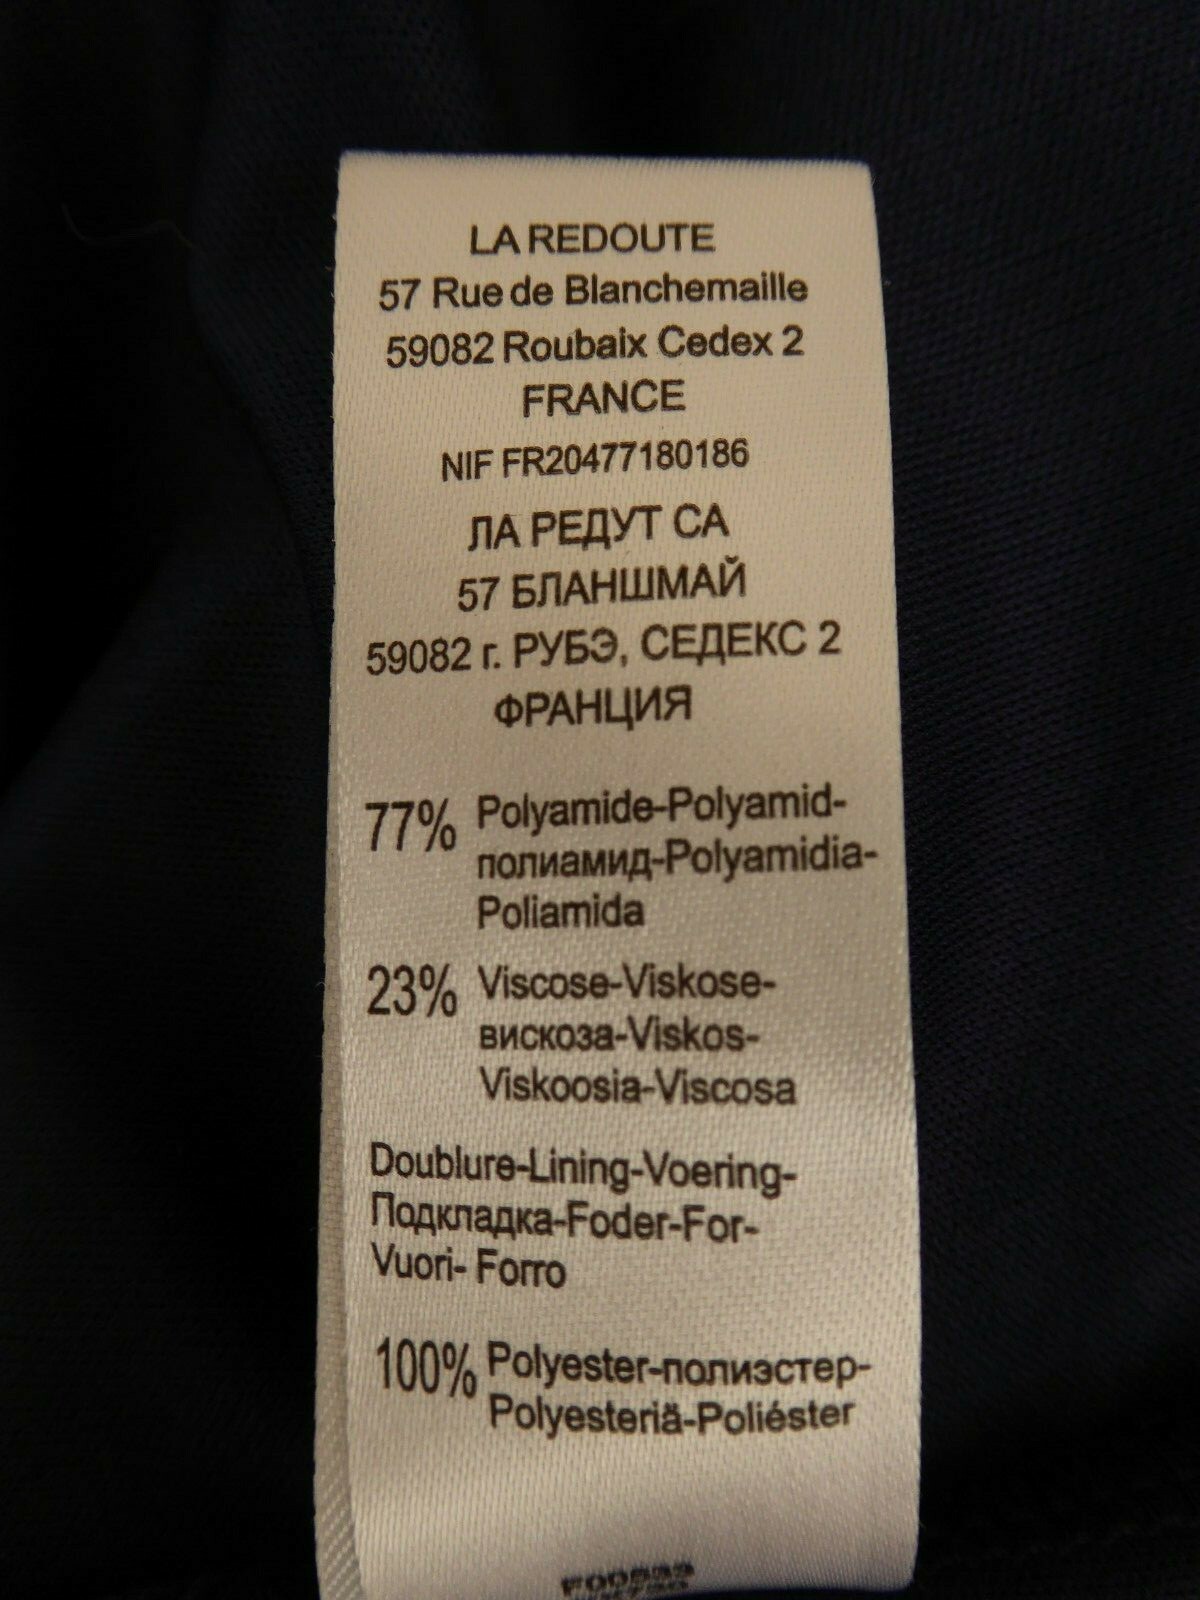 LA REDOUTE
57 Rue de Blanchemaille
59082 Roubaix Cedex 2
FRANCE
NIF FR20477180186
ЛА РЕДУТ СА
57 БЛАНШМАЙ
59082 г. РУБЭ, СЕДЕКС 2
ФРАНЦИЯ
77% Polyamide-Polyamid-
полиамид-Polyamidia-
Poliamida
23% Viscose-Viskose-
вискоза-Viskos-
Viskoosia-Viscosa
Doublure-Lining-Voering-
Подкладка-Foder-For-
Vuori- Forro
100% Polyester-полиэстер-
Polyesteriä-Poliéster